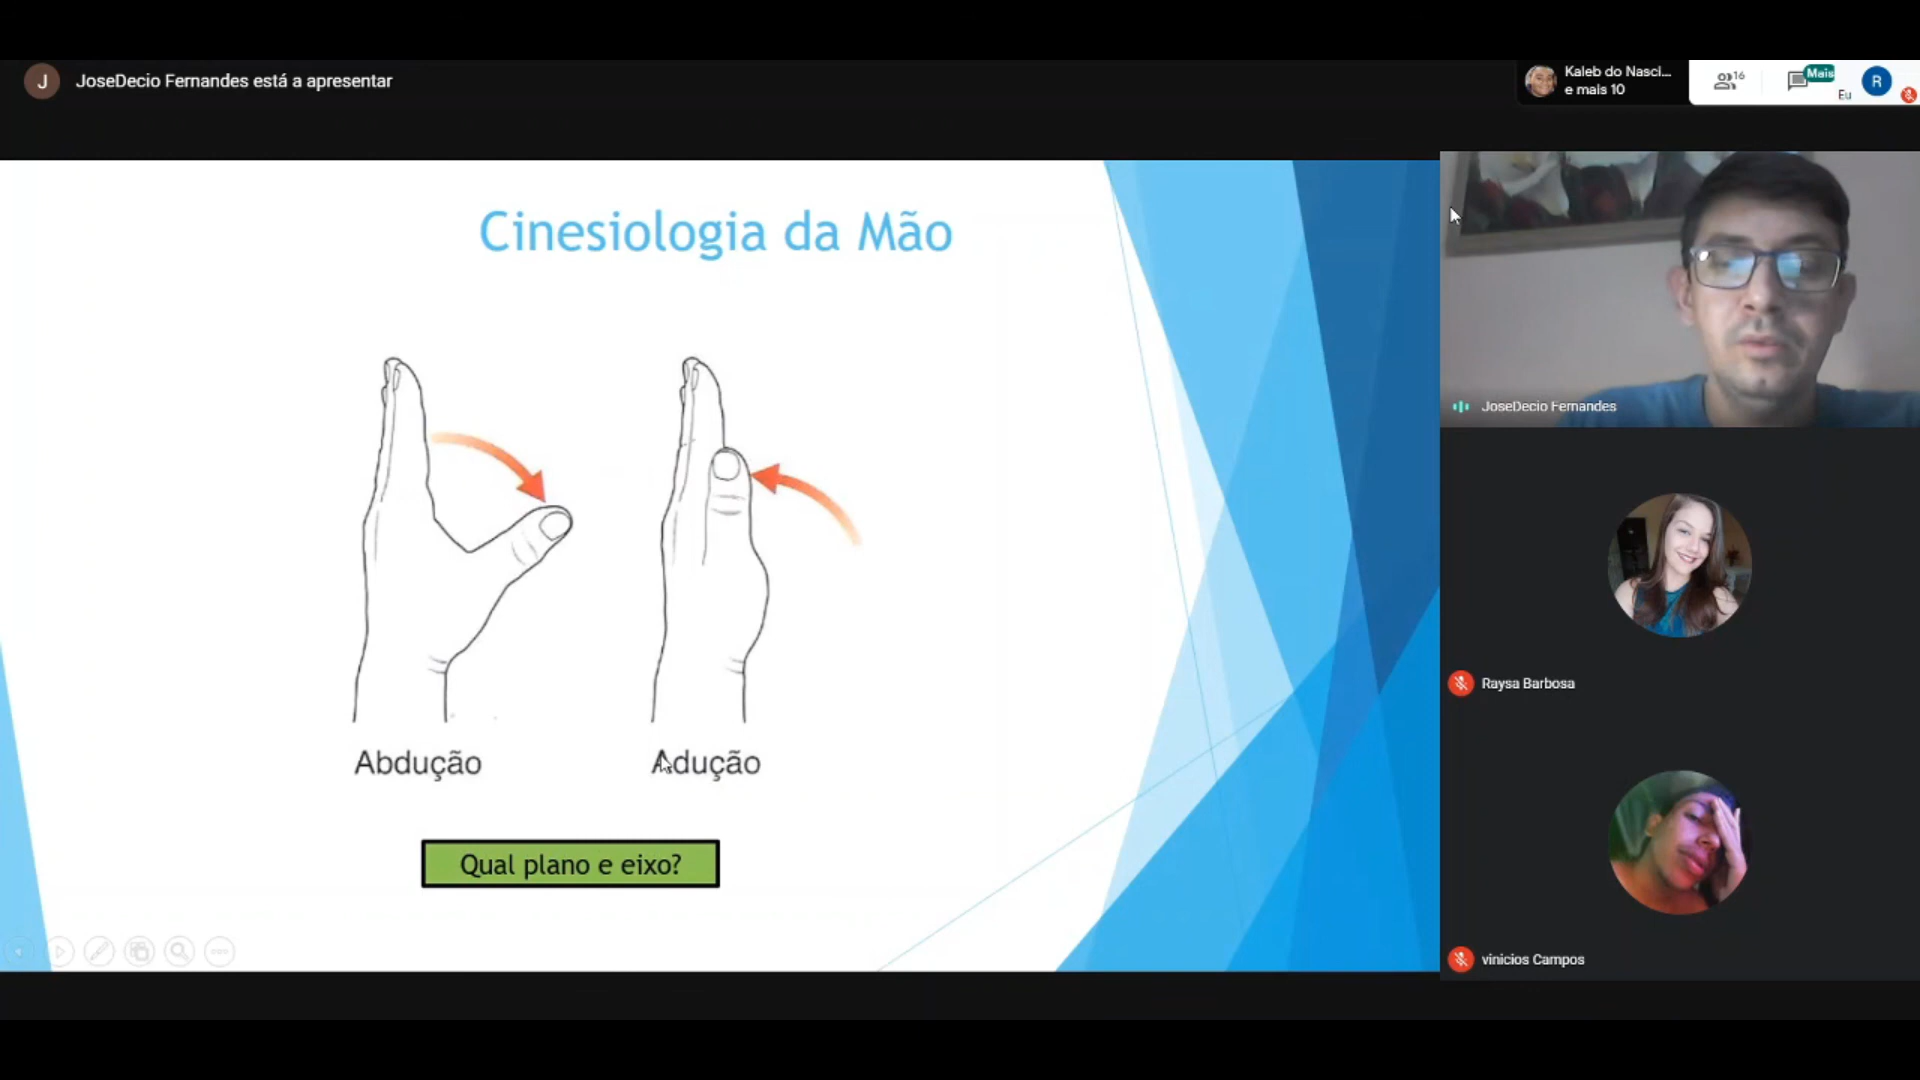 J
JoseDecio Fernandes está a apresentar
Kaleb do Nasci...
e mais 10
16
Mais
Eu
R
Cinesiologia da Mão
Abdução
Adução
Qual plano e eixo?
JoseDecio Fernandes
Raysa Barbosa
vinicios Campos